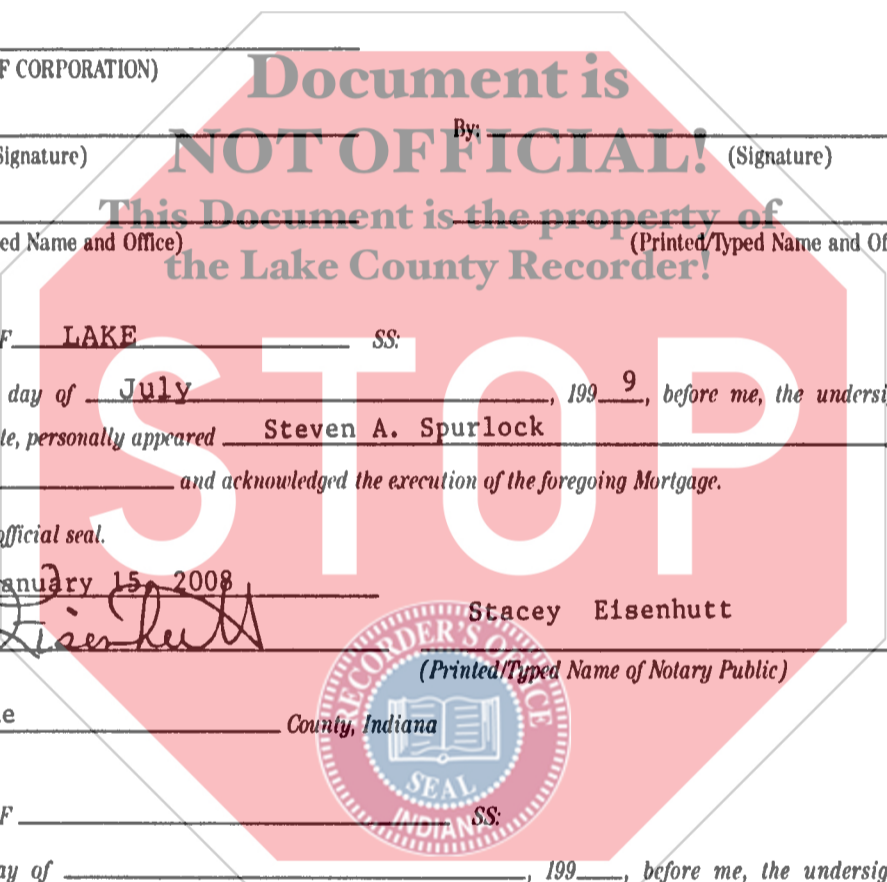 F CORPORATION)
Document is
By:
NOT OFFICIAL!
Signature) (Signature)
This Document is the property of
ed Name and Office) (Printed/Typed Name and Of
the Lake County Recorder!
F LAKE SS:
day of July, 199 9, before me, the undersi
te, personally appeared Steven A. Spurlock
and acknowledged the execution of the foregoing Mortgage.
STOP
official seal.
anuary 15, 2008
Eisenhutt
Stacey Eisenhutt
(Printed/Typed Name of Notary Public)
e County, Indiana
RECORDER'S OFFICE
SEAL
INDIANA
F SS:
ay of , 199 , before me, the undersig